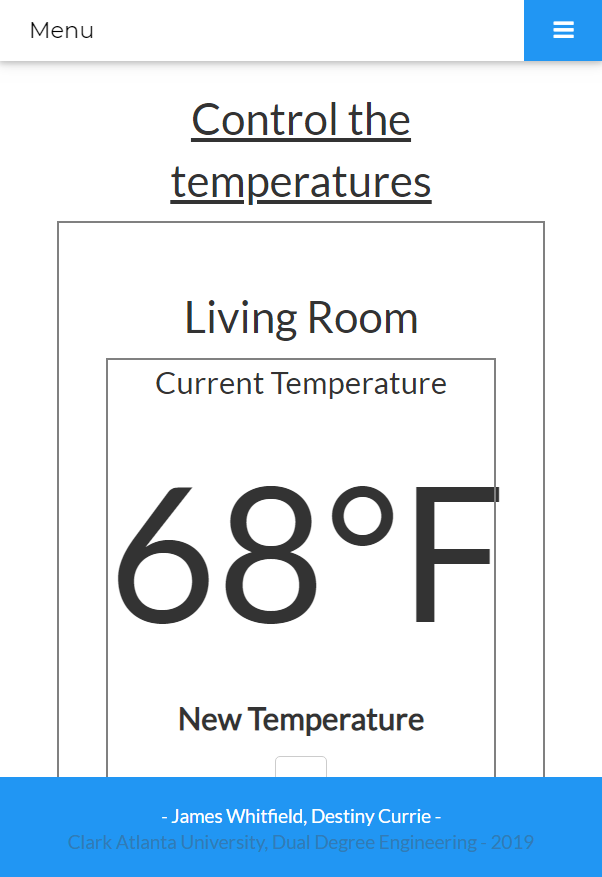 Menu
Control the
temperatures
Living Room
Current Temperature
68°F
New Temperature
- James Whitfield, Destiny Currie -
Clark Atlanta University, Dual Degree Engineering - 2019